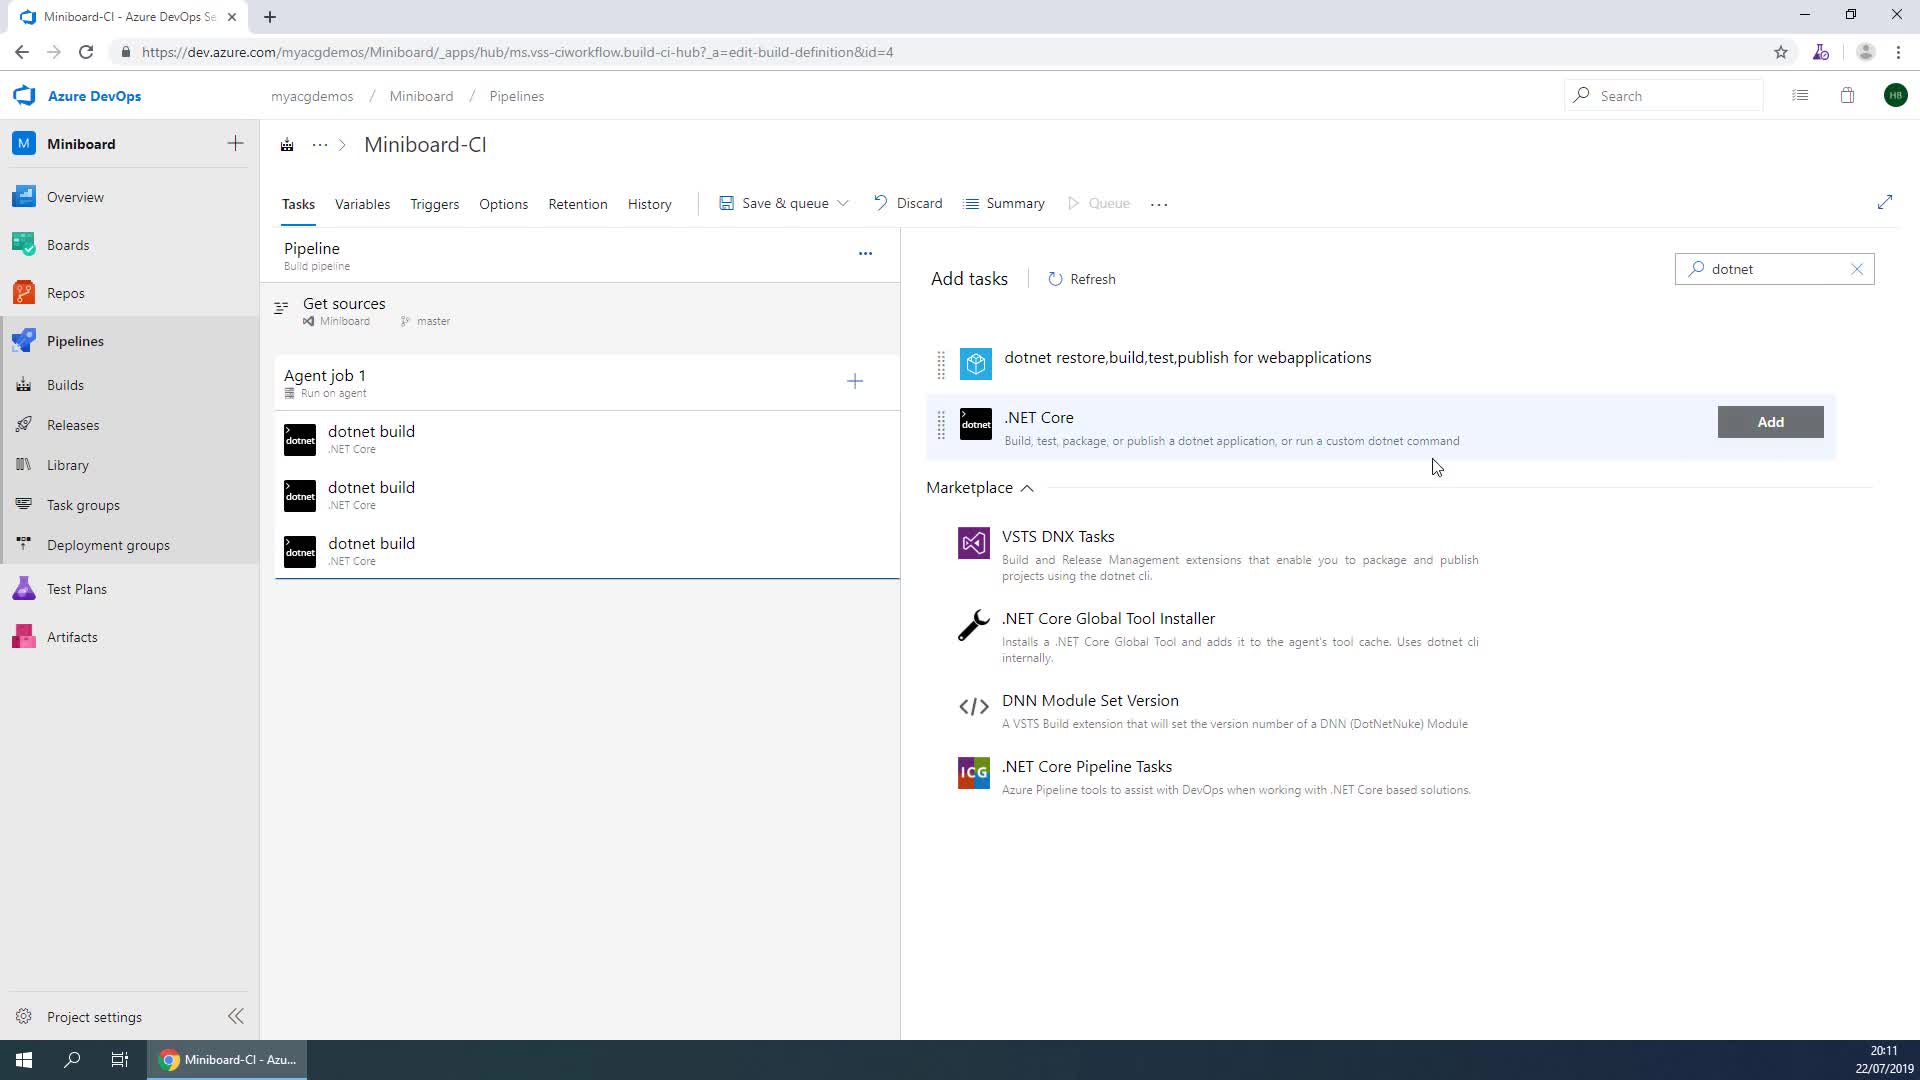 Miniboard-CI - Azure DevOps Se
https://dev.azure.com/myacgdemos/Miniboard/_apps/hub/ms.vss-ciworkflow.build-ci-hub?_a=edit-build-definition&id=4
Azure DevOps
myacgdemos / Miniboard / Pipelines
Search
HB
M Miniboard
Overview
Boards
Repos
Pipelines
Builds
Releases
Library
Task groups
Deployment groups
Test Plans
Artifacts
Project settings
... > Miniboard-CI
Tasks Variables Triggers Options Retention History Save & queue Discard Summary Queue ...
Pipeline
Build pipeline
Get sources
Miniboard master
Agent job 1
Run on agent
dotnet dotnet build
.NET Core
dotnet dotnet build
.NET Core
dotnet dotnet build
.NET Core
Add tasks Refresh
dotnet
dotnet restore,build,test,publish for webapplications
dotnet .NET Core
Build, test, package, or publish a dotnet application, or run a custom dotnet command
Add
Marketplace
VSTS DNX Tasks
Build and Release Management extensions that enable you to package and publish
projects using the dotnet cli.
.NET Core Global Tool Installer
Installs a .NET Core Global Tool and adds it to the agent's tool cache. Uses dotnet cli
internally.
DNN Module Set Version
A VSTS Build extension that will set the version number of a DNN (DotNetNuke) Module
ICG .NET Core Pipeline Tasks
Azure Pipeline tools to assist with DevOps when working with .NET Core based solutions.
Miniboard-CI - Azu...
20:11
22/07/2019